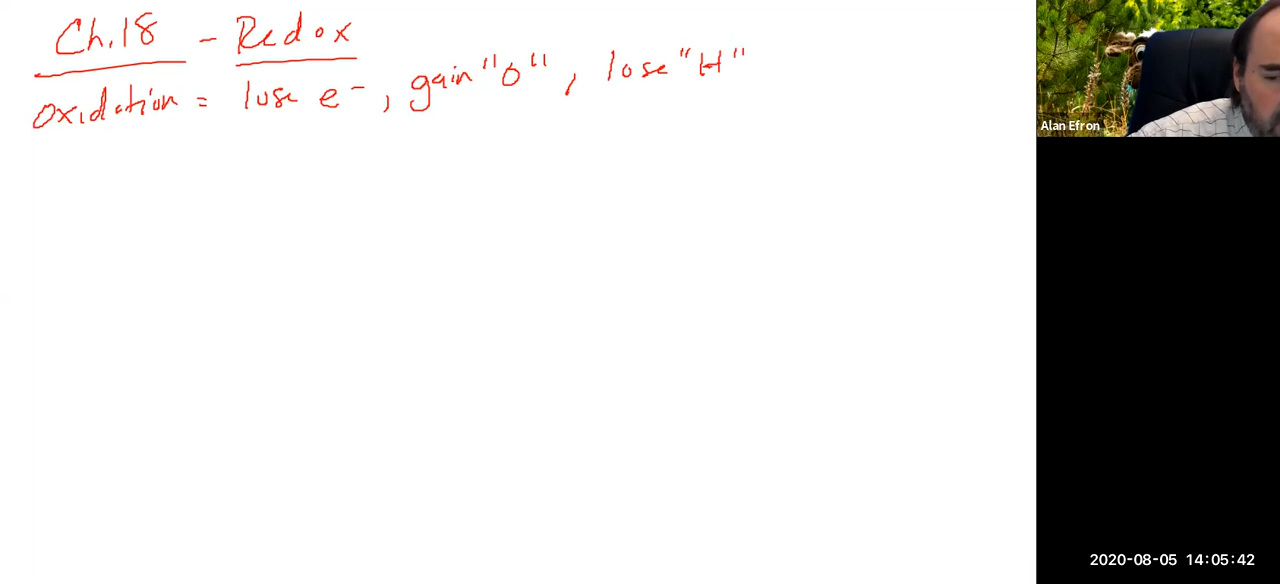 Ch.18 - Redox
oxidation = lose e⁻, gain "O", lose "H"
Alan Efron
2020-08-05 14:05:42